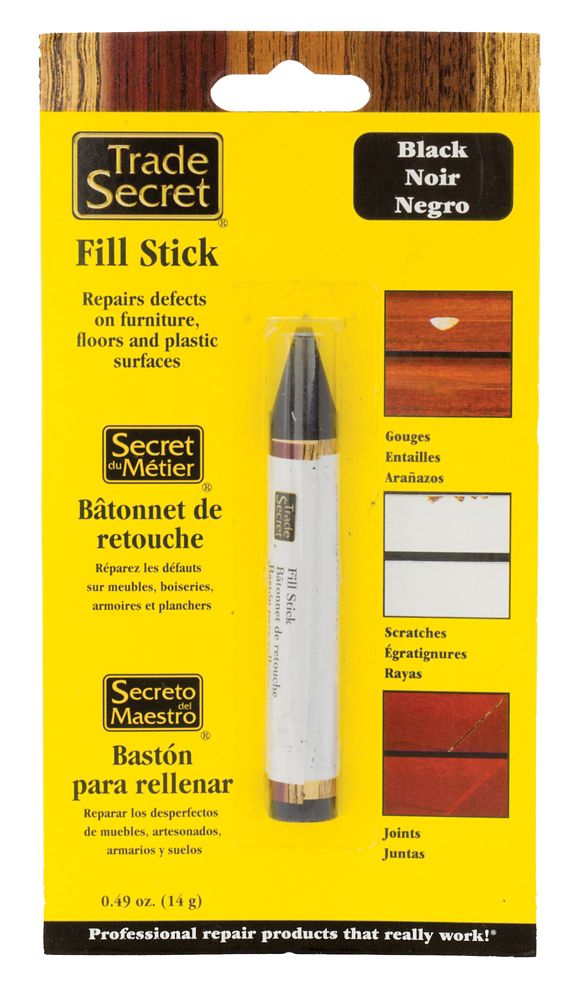 Trade
Secret®
Black
Noir
Negro
Fill Stick
Repairs defects
on furniture,
floors and plastic
surfaces
Secret
du Métier®
Bâtonnet de
retouche
Réparez les défauts
sur meubles, boiseries,
armoires et planchers
Secreto
del
Maestro®
Bastón
para rellenar
Reparar los desperfectos
de muebles, artesonados,
armarios y suelos
0.49 oz. (14 g)
Trade
Secret
Fill Stick
Bâtonnet de retouche
Gouges
Entailles
Arañazos
Scratches
Égratignures
Rayas
Joints
Juntas
Professional repair products that really work!®